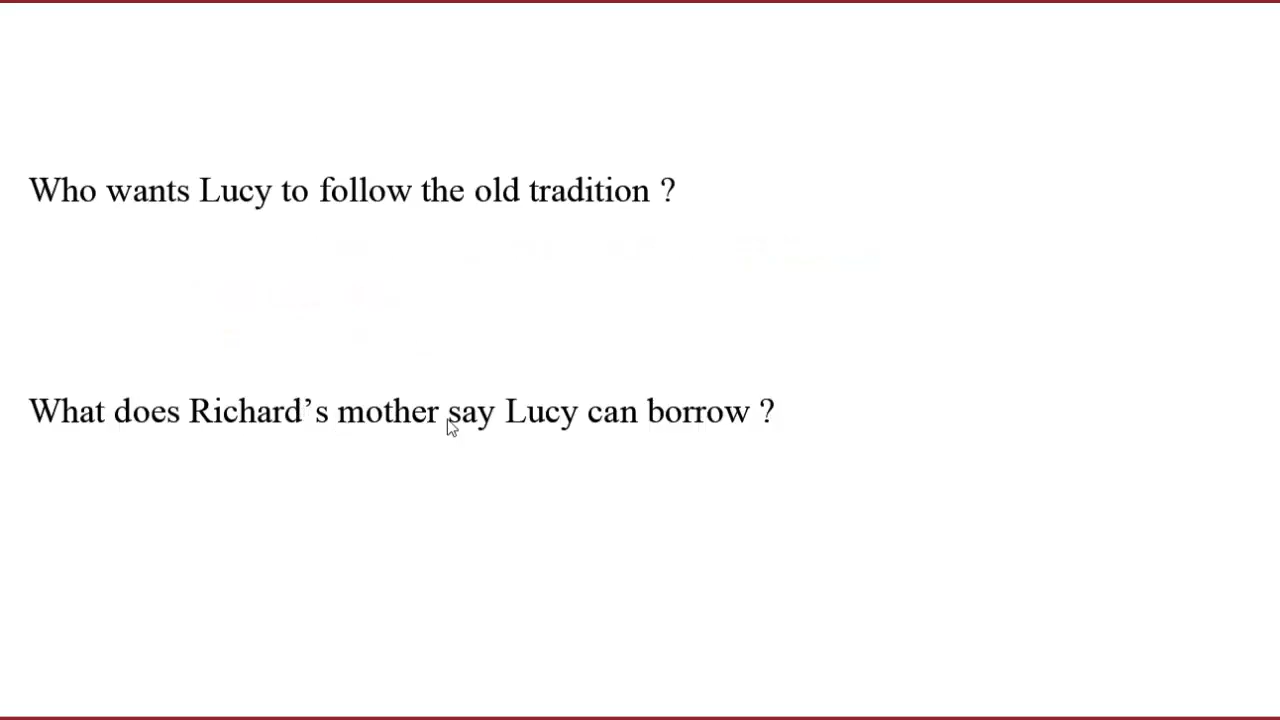 Who wants Lucy to follow the old tradition ?
What does Richard’s mother say Lucy can borrow ?